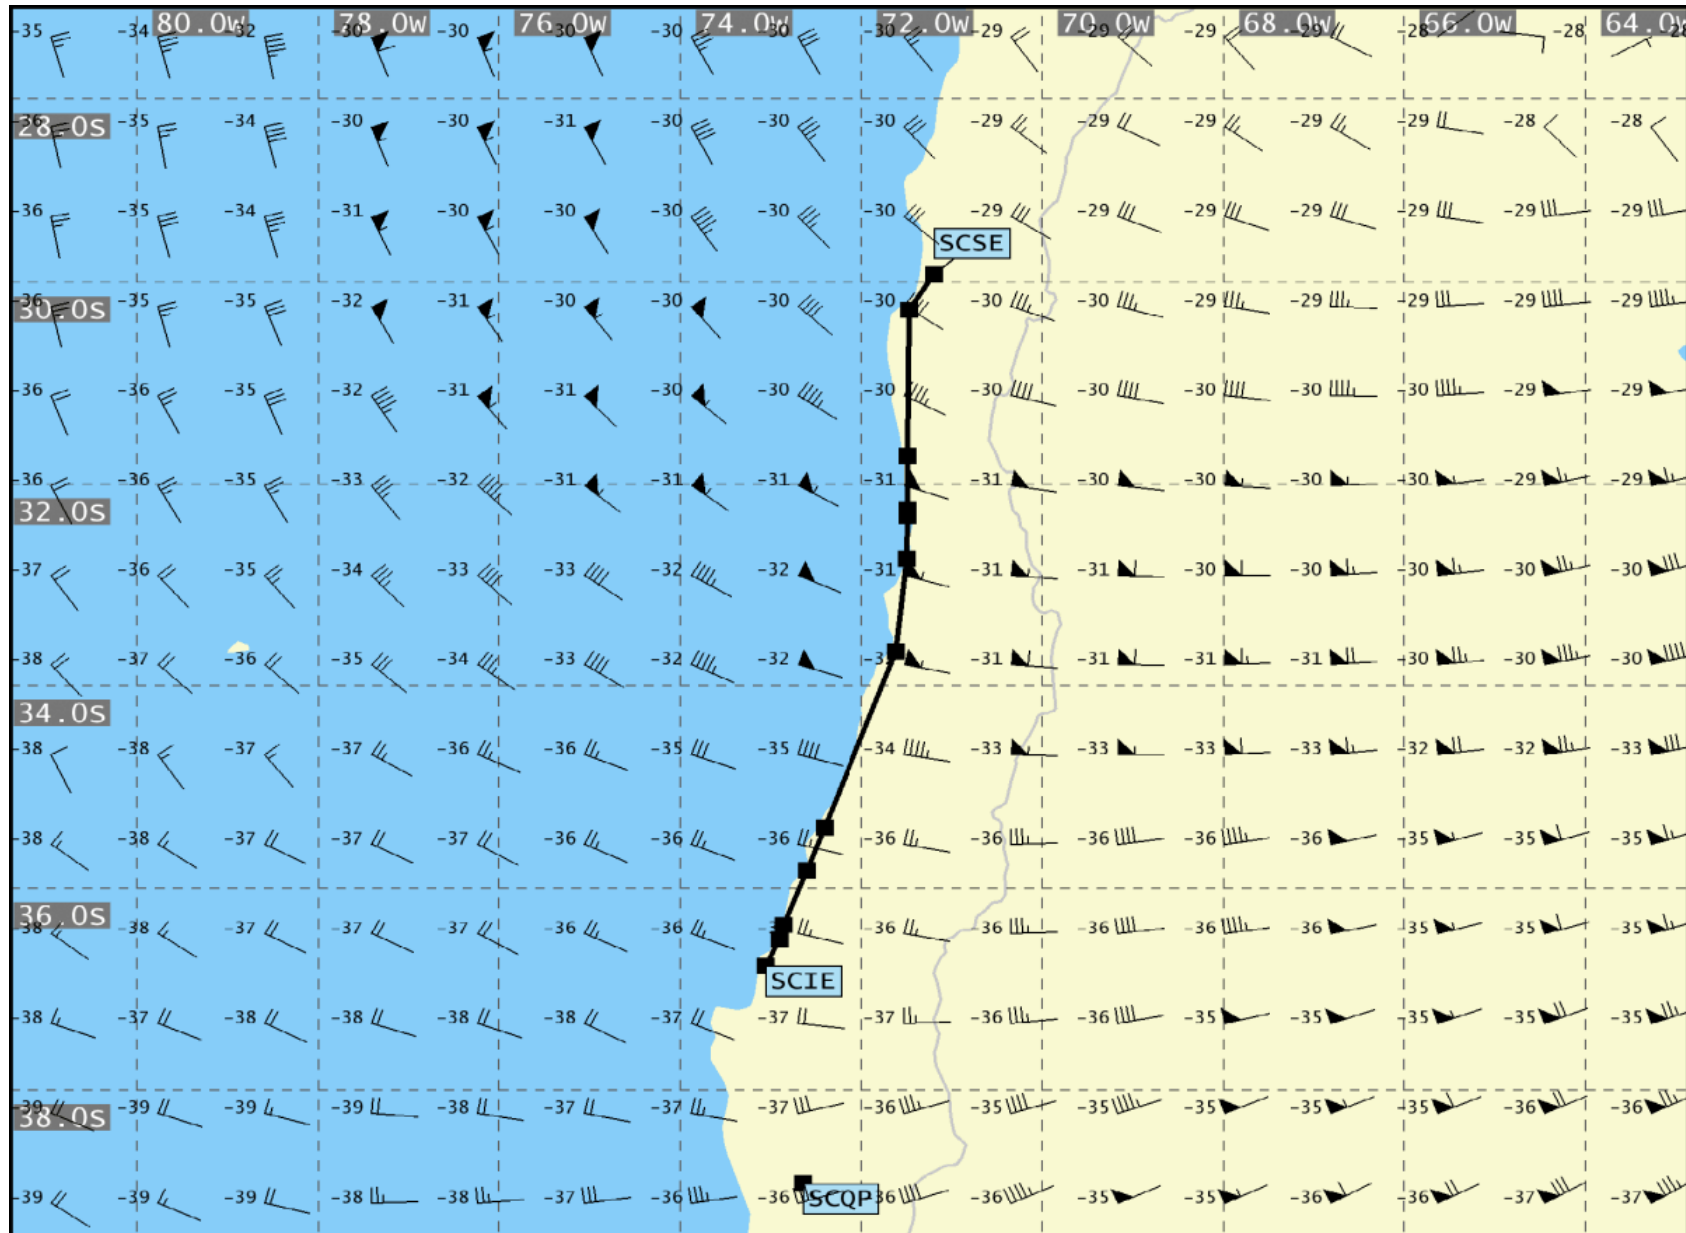 80.0W 78.0W 76.0W 74.0W 72.0W 70.0W 68.0W 66.0W 64.0W
-35 -34 -32 -30 -30 -30 -30 -30 -30 -29 -29 -29 -29 -28 -28 -28
28.0S
-36 -35 -34 -30 -30 -31 -30 -30 -30 -29 -29 -29 -29 -29 -28 -28
-36 -35 -34 -31 -30 -30 -30 -30 -30 -29 -29 -29 -29 -29 -29 -29
SCSE
30.0S
-36 -35 -35 -32 -31 -30 -30 -30 -30 -30 -30 -29 -29 -29 -29 -29
-36 -36 -35 -32 -31 -31 -30 -30 -30 -30 -30 -30 -30 -30 -29 -29
-36 -36 -35 -33 -32 -31 -31 -31 -31 -31 -30 -30 -30 -30 -29 -29
32.0S
-37 -36 -35 -34 -33 -33 -32 -32 -31 -31 -31 -30 -30 -30 -30 -30
-38 -37 -36 -35 -34 -33 -32 -32 -31 -31 -31 -31 -30 -30 -30
34.0S
-38 -38 -37 -37 -36 -36 -35 -35 -34 -33 -33 -33 -33 -32 -32 -33
-38 -38 -37 -37 -37 -36 -36 -36 -36 -36 -36 -36 -36 -35 -35 -35
36.0S
-38 -38 -37 -37 -37 -36 -36 -36 -36 -36 -36 -36 -35 -35 -35
SCIE
-38 -37 -38 -38 -38 -38 -37 -37 -37 -36 -36 -35 -35 -35 -35 -35
38.0S
-39 -39 -39 -39 -38 -37 -37 -37 -36 -35 -35 -35 -35 -35 -36 -36
-39 -39 -39 -38 -38 -37 -36 -36 -36 -36 -35 -35 -36 -36 -37 -37
SCQP